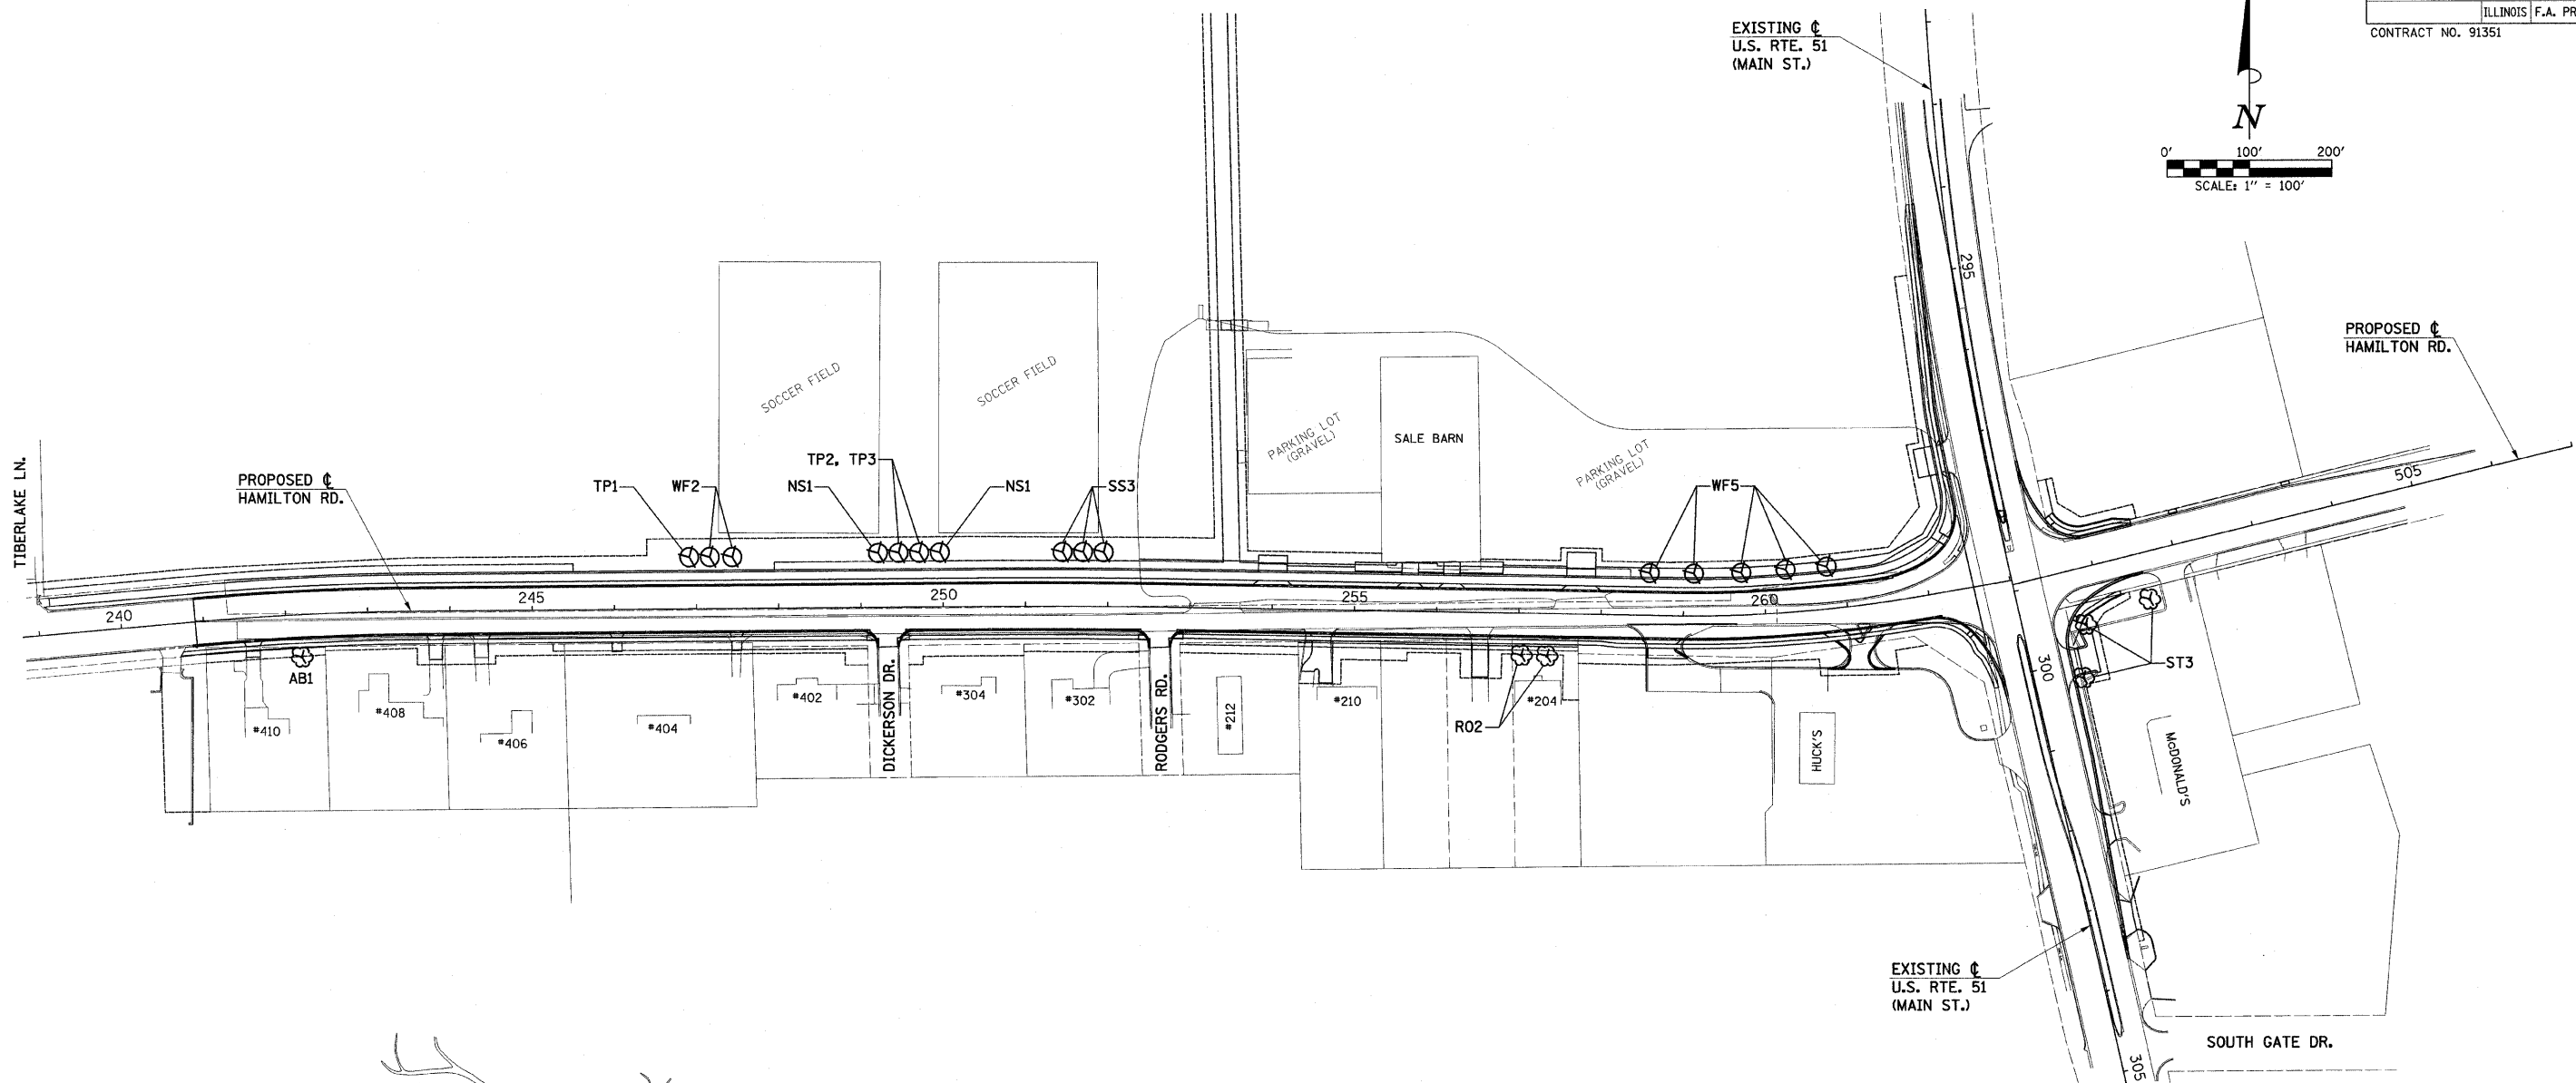 ILLINOIS F.A. PR
CONTRACT NO. 91351
EXISTING ℄
U.S. RTE. 51
(MAIN ST.)
N
0' 100' 200'
SCALE: 1" = 100'
295
PROPOSED ℄
HAMILTON RD.
SOCCER FIELD
SOCCER FIELD
PARKING LOT
(GRAVEL)
SALE BARN
PARKING LOT
(GRAVEL)
TIBERLAKE LN.
PROPOSED ℄
HAMILTON RD.
TP1
WF2
TP2, TP3
NS1
NS1
SS3
WF5
505
240
245
250
255
260
AB1
#410
#408
#406
#404
#402
DICKERSON DR.
#304
#302
RODGERS RD.
#212
#210
RO2
#204
HUCK'S
300
ST3
McDONALD'S
EXISTING ℄
U.S. RTE. 51
(MAIN ST.)
SOUTH GATE DR.
305